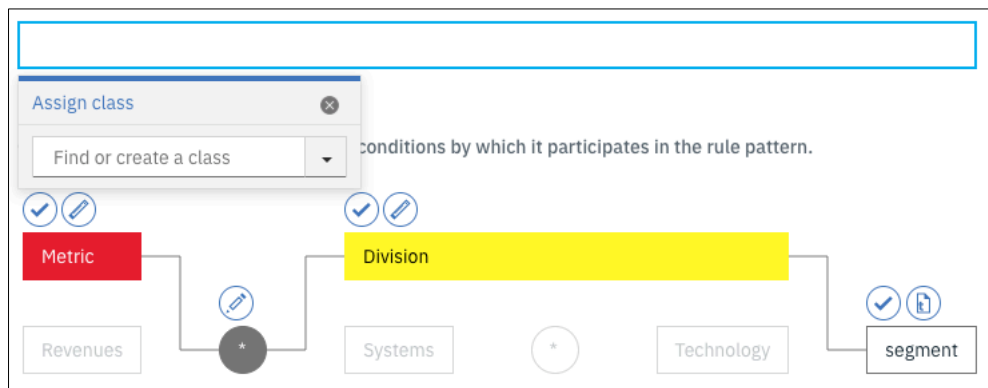 Assign class
Find or create a class
conditions by which it participates in the rule pattern.
Metric
Division
Revenues
*
Systems
*
Technology
segment